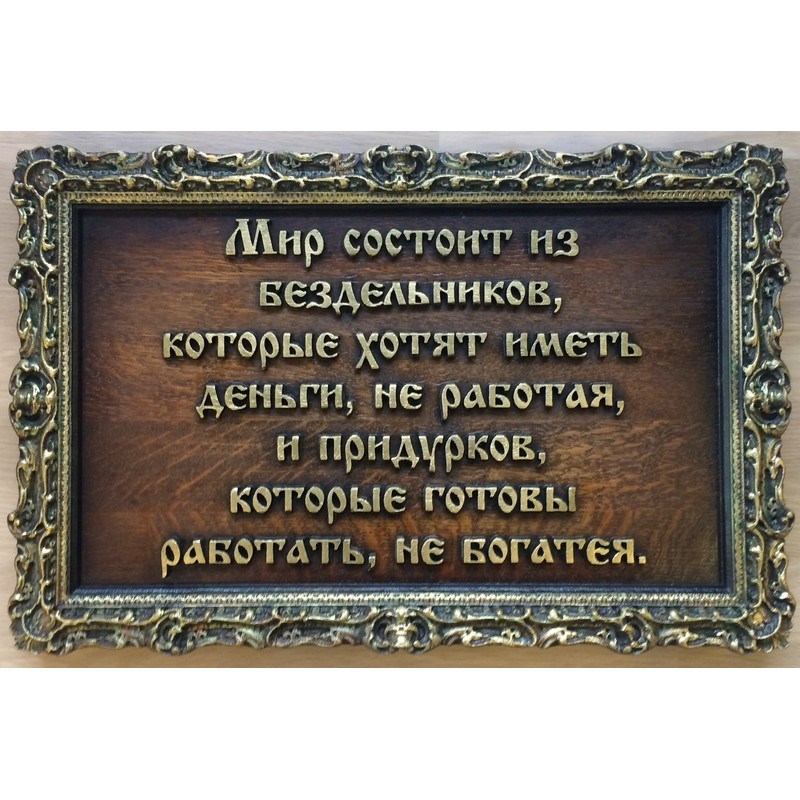 Мир состоит из
бездельников,
которые хотят иметь
деньги, не работая,
и придурков,
которые готовы
работать, не богатея.